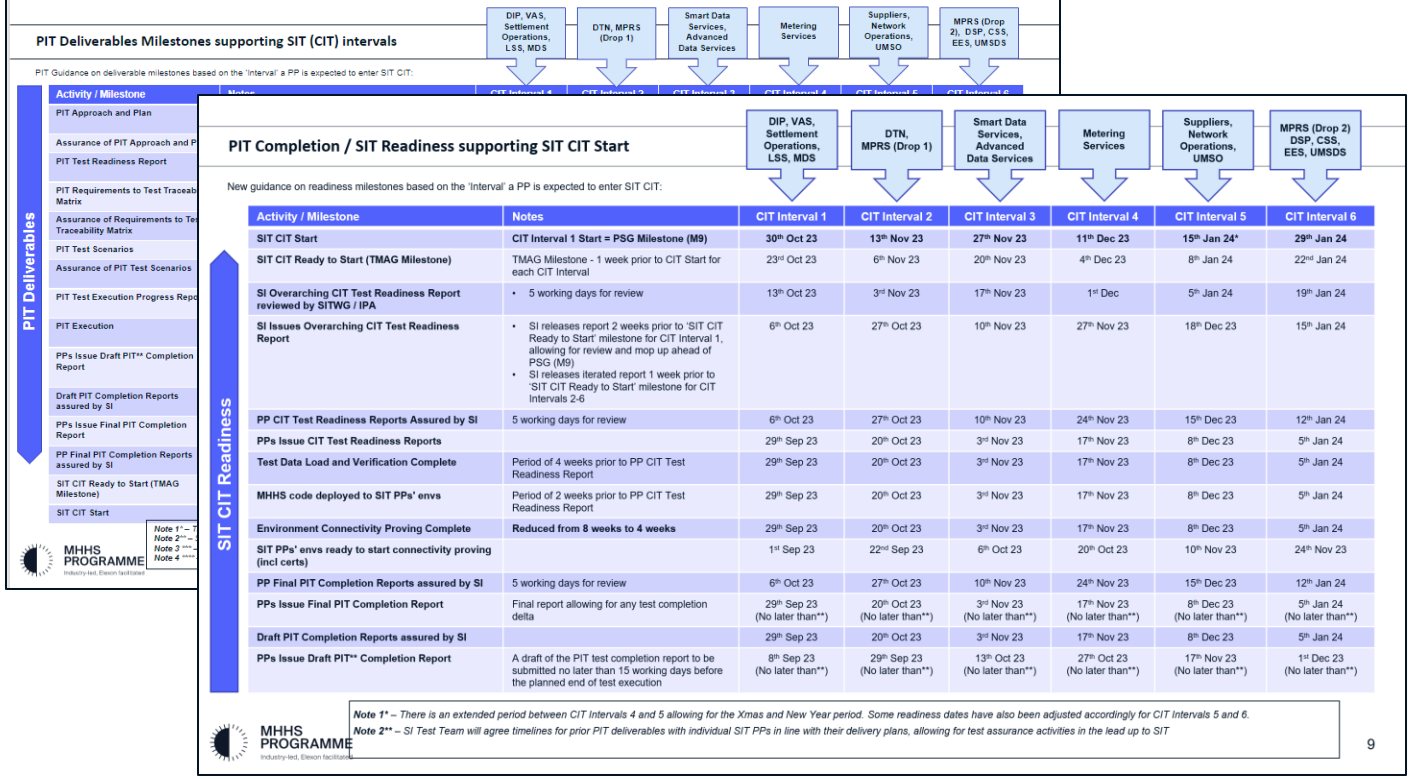 DIP, VAS,
Settlement
Operations,
LSS, MDS
DTN, MPRS
(Drop 1)
Smart Data
Services,
Advanced
Data Services
Metering
Services
Suppliers,
Network
Operations,
UMSO
MPRS (Drop
2), DSP, CSS,
EES, UMSDS
PIT Deliverables Milestones supporting SIT (CIT) intervals
PIT Guidance on deliverable milestones based on the 'Interval' a PP is expected to enter SIT CIT:
Activity / Milestone Notes CIT Interval 1 CIT Interval 2 CIT Interval 3 CIT Interval 4 CIT Interval 5 CIT Interval 6
PIT Deliverables
PIT Approach and Plan
Assurance of PIT Approach and P
PIT Test Readiness Report
PIT Requirements to Test Traceab
Matrix
Assurance of Requirements to Tes
Traceability Matrix
PIT Test Scenarios
Assurance of PIT Test Scenarios
PIT Test Execution Progress Repo
PIT Execution
PPs Issue Draft PIT** Completion
Report
Draft PIT Completion Reports
assured by SI
PPs Issue Final PIT Completion
Report
PP Final PIT Completion Reports
assured by SI
SIT CIT Ready to Start (TMAG
Milestone)
SIT CIT Start
Note 1* – T
Note 2** –
Note 3 *** –
Note 4 ****
MHHS
PROGRAMME
Industry-led, Elexon facilitated
DIP, VAS,
Settlement
Operations,
LSS, MDS
DTN,
MPRS (Drop 1)
Smart Data
Services,
Advanced
Data Services
Metering
Services
Suppliers,
Network
Operations,
UMSO
MPRS (Drop 2)
DSP, CSS,
EES, UMSDS
PIT Completion / SIT Readiness supporting SIT CIT Start
New guidance on readiness milestones based on the 'Interval' a PP is expected to enter SIT CIT:
SIT CIT Readiness
Activity / Milestone Notes CIT Interval 1 CIT Interval 2 CIT Interval 3 CIT Interval 4 CIT Interval 5 CIT Interval 6
SIT CIT Start CIT Interval 1 Start = PSG Milestone (M9) 30th Oct 23 13th Nov 23 27th Nov 23 11th Dec 23 15th Jan 24* 29th Jan 24
SIT CIT Ready to Start (TMAG Milestone) TMAG Milestone - 1 week prior to CIT Start for 23rd Oct 23 6th Nov 23 20th Nov 23 4th Dec 23 8th Jan 24 22nd Jan 24
each CIT Interval
SI Overarching CIT Test Readiness Report • 5 working days for review 13th Oct 23 3rd Nov 23 17th Nov 23 1st Dec 5th Jan 24 19th Jan 24
reviewed by SITWG / IPA
SI Issues Overarching CIT Test Readiness • SI releases report 2 weeks prior to 'SIT CIT 6th Oct 23 27th Oct 23 10th Nov 23 27th Nov 23 18th Dec 23 15th Jan 24
Report Ready to Start' milestone for CIT Interval 1,
allowing for review and mop up ahead of
PSG (M9)
• SI releases iterated report 1 week prior to
'SIT CIT Ready to Start' milestone for CIT
Intervals 2-6
PP CIT Test Readiness Reports Assured by SI 5 working days for review 6th Oct 23 27th Oct 23 10th Nov 23 24th Nov 23 15th Dec 23 12th Jan 24
PPs Issue CIT Test Readiness Reports 29th Sep 23 20th Oct 23 3rd Nov 23 17th Nov 23 8th Dec 23 5th Jan 24
Test Data Load and Verification Complete Period of 4 weeks prior to PP CIT Test 29th Sep 23 20th Oct 23 3rd Nov 23 17th Nov 23 8th Dec 23 5th Jan 24
Readiness Report
MHHS code deployed to SIT PPs' envs Period of 2 weeks prior to PP CIT Test 29th Sep 23 20th Oct 23 3rd Nov 23 17th Nov 23 8th Dec 23 5th Jan 24
Readiness Report
Environment Connectivity Proving Complete Reduced from 8 weeks to 4 weeks 29th Sep 23 20th Oct 23 3rd Nov 23 17th Nov 23 8th Dec 23 5th Jan 24
SIT PPs' envs ready to start connectivity proving 1st Sep 23 22nd Sep 23 6th Oct 23 20th Oct 23 10th Nov 23 24th Nov 23
(incl certs)
PP Final PIT Completion Reports assured by SI 5 working days for review 6th Oct 23 27th Oct 23 10th Nov 23 24th Nov 23 15th Dec 23 12th Jan 24
PPs Issue Final PIT Completion Report Final report allowing for any test completion 29th Sep 23 20th Oct 23 3rd Nov 23 17th Nov 23 8th Dec 23 5th Jan 24
delta (No later than**) (No later than**) (No later than**) (No later than**) (No later than**) (No later than**)
Draft PIT Completion Reports assured by SI 29th Sep 23 20th Oct 23 3rd Nov 23 17th Nov 23 8th Dec 23 5th Jan 24
PPs Issue Draft PIT** Completion Report A draft of the PIT test completion report to be 8th Sep 23 29th Sep 23 13th Oct 23 27th Oct 23 17th Nov 23 1st Dec 23
submitted no later than 15 working days before (No later than**) (No later than**) (No later than**) (No later than**) (No later than**) (No later than**)
the planned end of test execution
Note 1* – There is an extended period between CIT Intervals 4 and 5 allowing for the Xmas and New Year period. Some readiness dates have also been adjusted accordingly for CIT Intervals 5 and 6.
Note 2** – SI Test Team will agree timelines for prior PIT deliverables with individual SIT PPs in line with their delivery plans, allowing for test assurance activities in the lead up to SIT
MHHS
PROGRAMME
Industry-led, Elexon facilitated
9